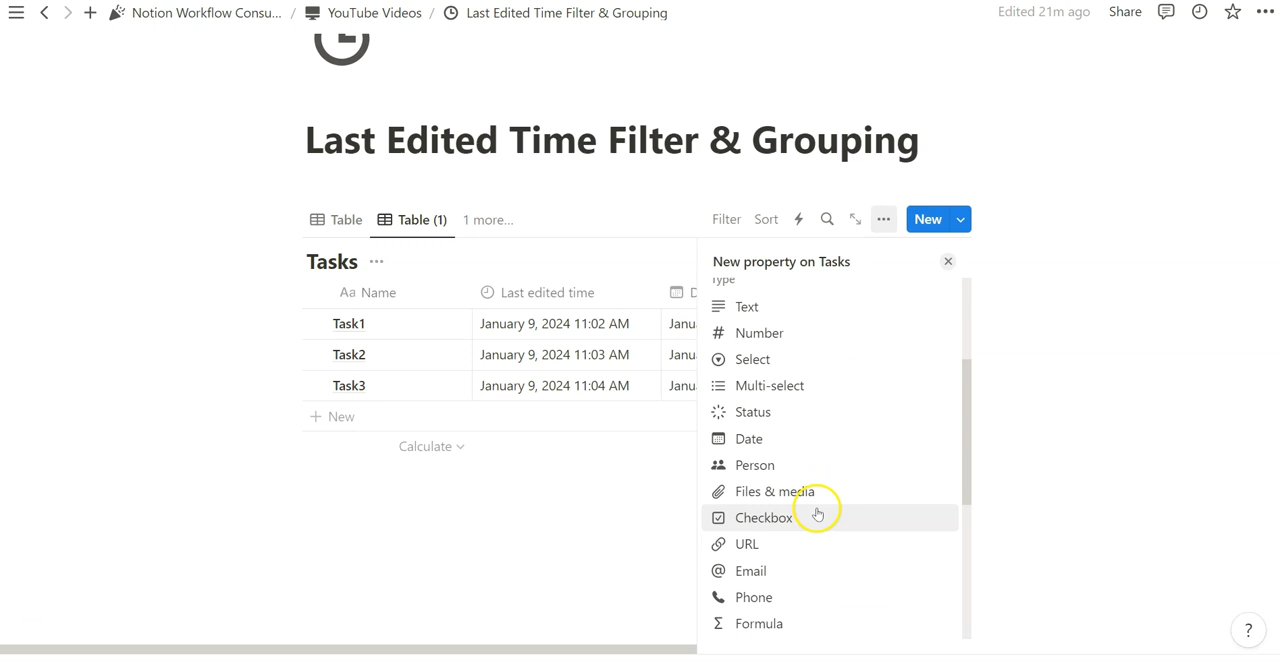 Notion Workflow Consu... / YouTube Videos / Last Edited Time Filter & Grouping
Edited 21m ago Share
Last Edited Time Filter & Grouping
Table Table (1) 1 more...
Filter Sort New
Tasks
New property on Tasks
Aa Name Last edited time D
Task1 January 9, 2024 11:02 AM Janu
Task2 January 9, 2024 11:03 AM Janu
Task3 January 9, 2024 11:04 AM Janu
+ New
Calculate
Type
Text
# Number
Select
Multi-select
Status
Date
Person
Files & media
Checkbox
URL
@ Email
Phone
Σ Formula
?